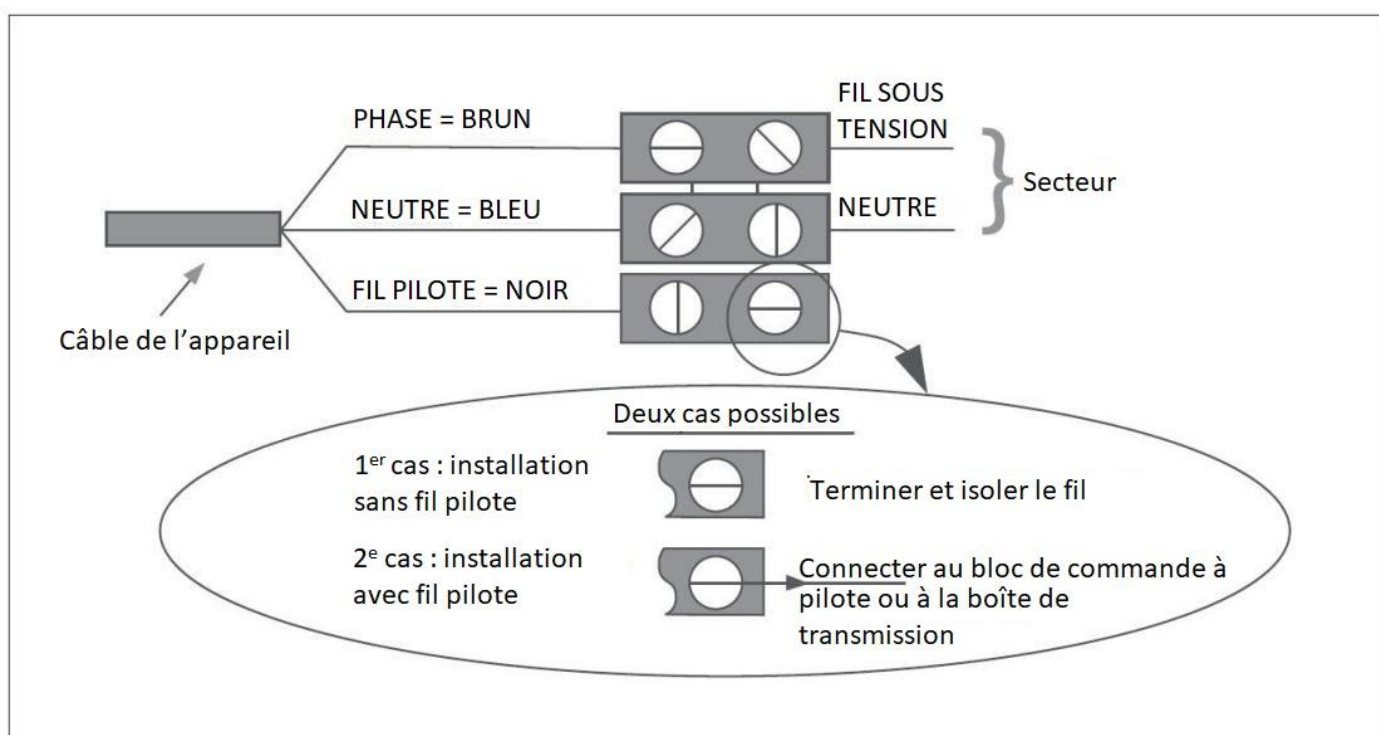 PHASE = BRUN
FIL SOUS
TENSION
NEUTRE = BLEU
NEUTRE
Secteur
FIL PILOTE = NOIR
Câble de l’appareil
Deux cas possibles
1er cas : installation
sans fil pilote
Terminer et isoler le fil
2e cas : installation
avec fil pilote
Connecter au bloc de commande à
pilote ou à la boîte de
transmission